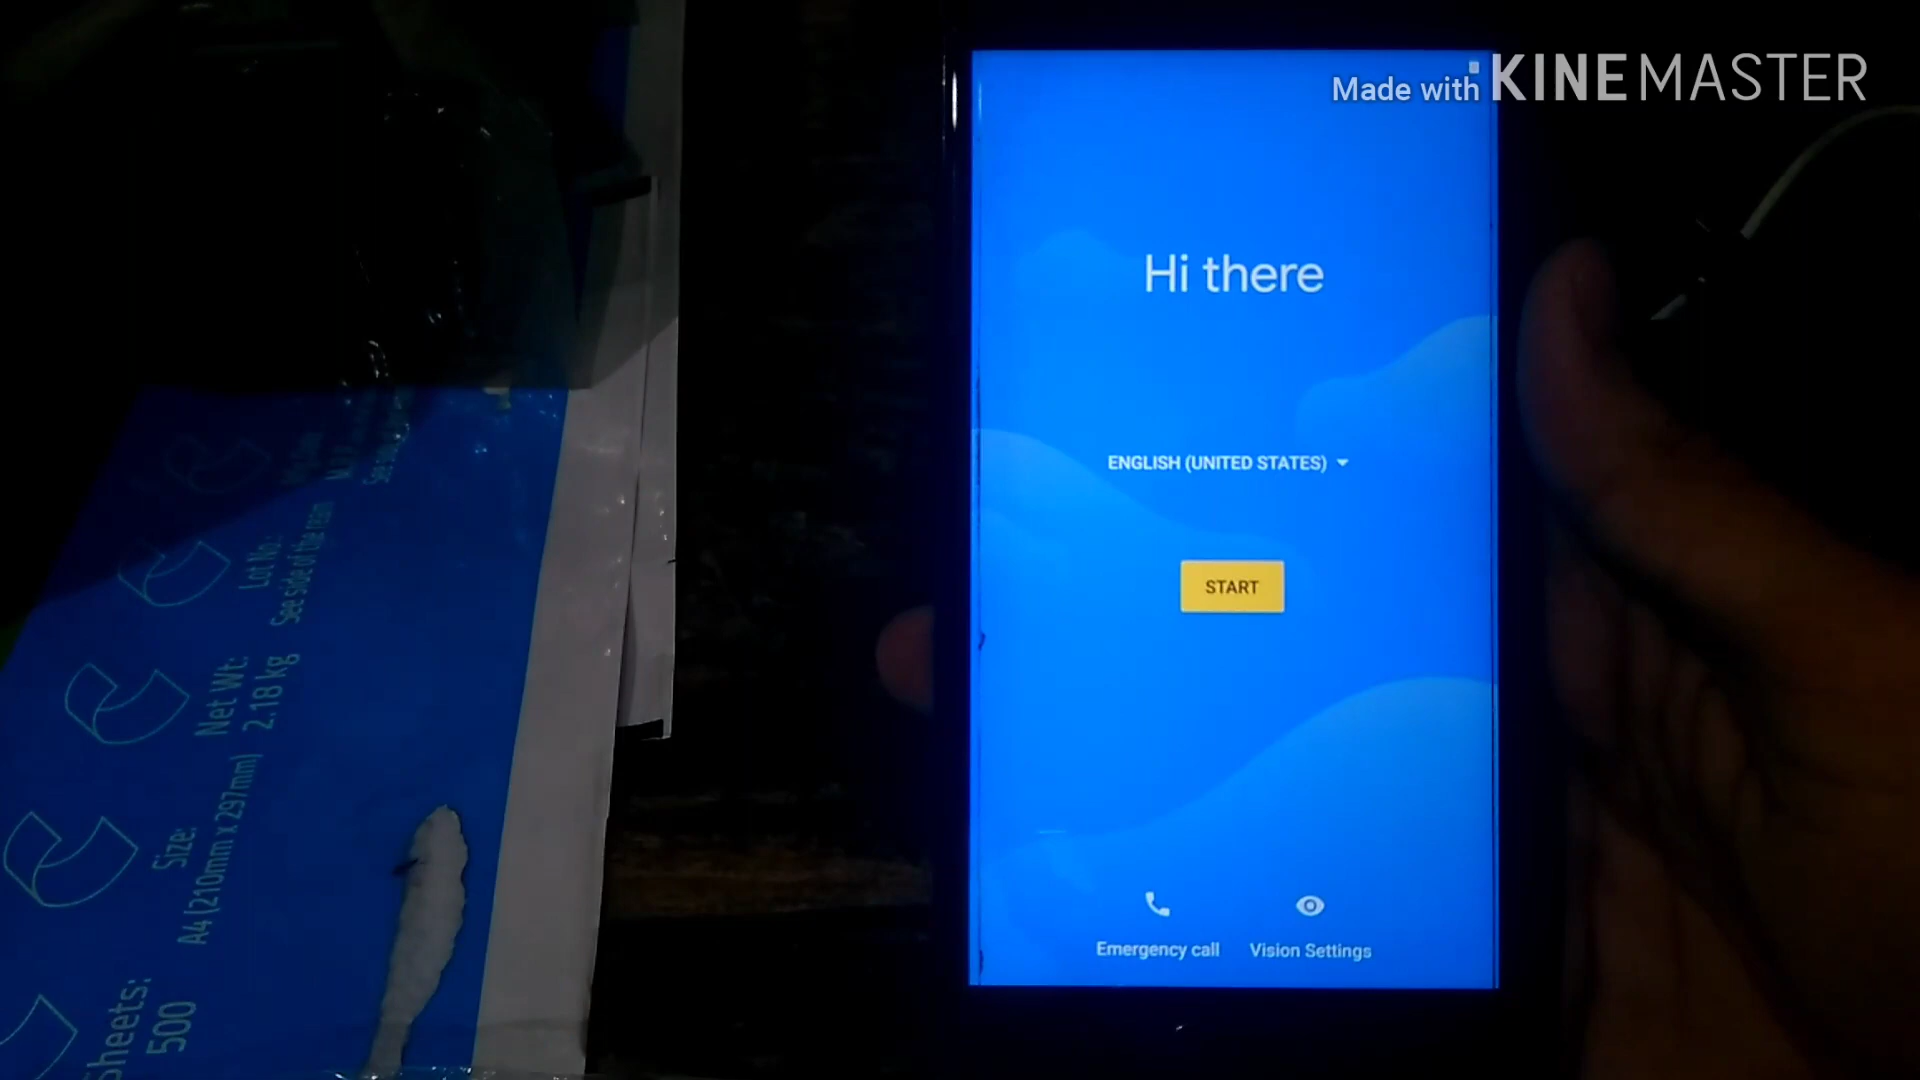 Made with KINEMASTER
Hi there
ENGLISH (UNITED STATES)
START
Emergency call
Vision Settings
See
Lot No.:
See side of the ream
Net Wt:
2.18 kg
Size:
A4 (210mm x 297mm)
Sheets:
500